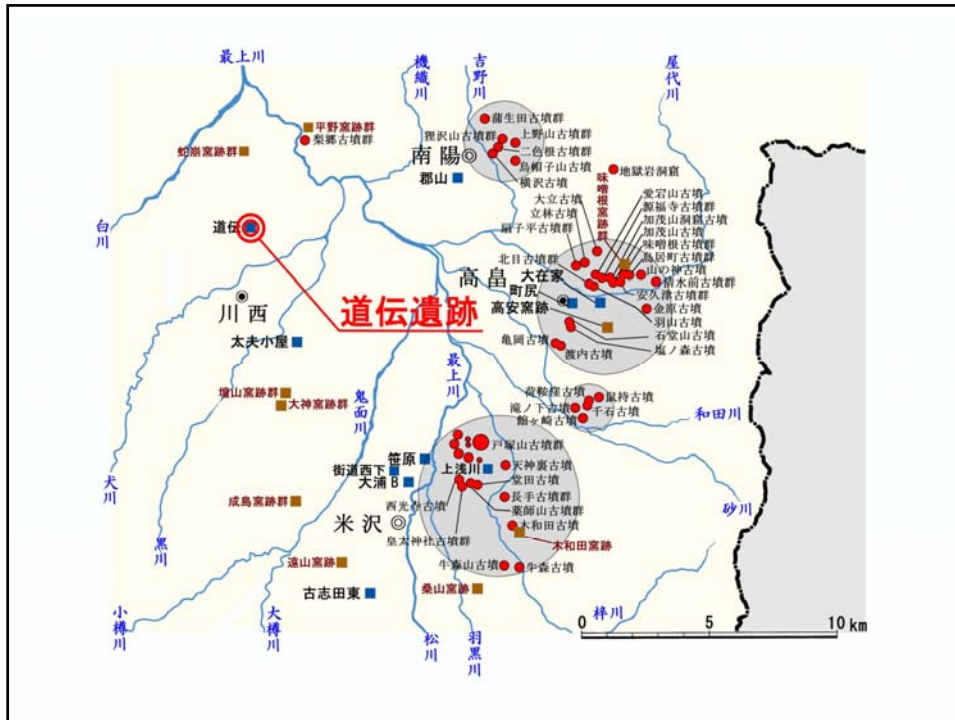 最上川
機織川
吉野川
屋代川
平野窯跡群
梨郷古墳群
蛇崩窯跡群
蒲生田古墳群
狸沢山古墳群
上野山古墳群
二色根古墳群
烏帽子山古墳
横沢古墳
南陽
郡山
白川
道伝
道伝遺跡
川西
太夫小屋
地獄岩洞窟
味噌根窯跡群
大立古墳
立林古墳
扇子平古墳群
北目古墳群
愛宕山古墳
源福寺古墳群
加茂山洞窟古墳
加茂山古墳
味噌根古墳群
鳥居町古墳群
山の神古墳
清水前古墳群
安久津古墳群
金原古墳
羽山古墳
石堂山古墳
塩ノ森古墳
高畠
大在家
町尻
高安窯跡
亀岡古墳
渡内古墳
壇山窯跡群
大神窯跡群
鬼面川
最上川
荷鞍窪古墳
鼠持古墳
滝ノ下古墳
千石古墳
館ヶ崎古墳
和田川
戸塚山古墳群
笹原
街道西下
大浦B
上浅川
天神裏古墳
堂田古墳
長手古墳群
薬師山古墳群
西光寺古墳
皇太神社古墳群
木和田古墳
木和田窯跡
米沢
犬川
黒川
成島窯跡群
砂川
遠山窯跡
古志田東
桑山窯跡
牛森山古墳
牛森古墳
小樽川
大樽川
松川
羽黒川
梓川
0 5 10 km